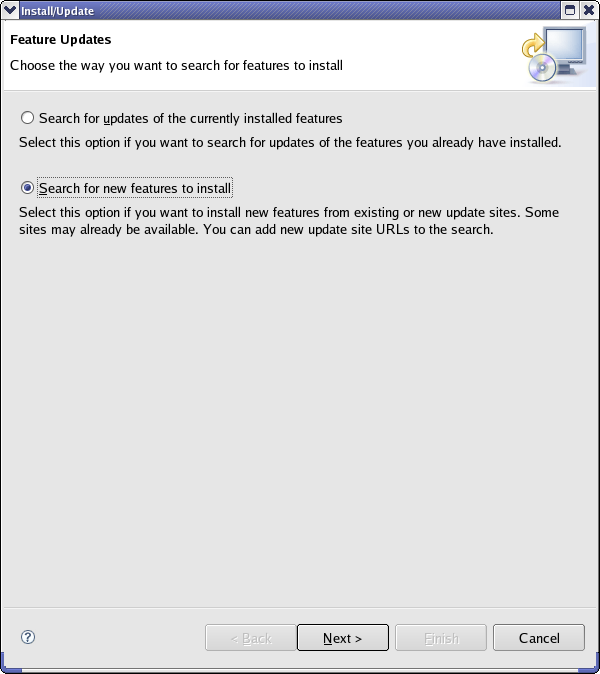 Install/Update
Feature Updates
Choose the way you want to search for features to install
Search for updates of the currently installed features
Select this option if you want to search for updates of the features you already have installed.
Search for new features to install
Select this option if you want to install new features from existing or new update sites. Some
sites may already be available. You can add new update site URLs to the search.
?
< Back
Next >
Finish
Cancel